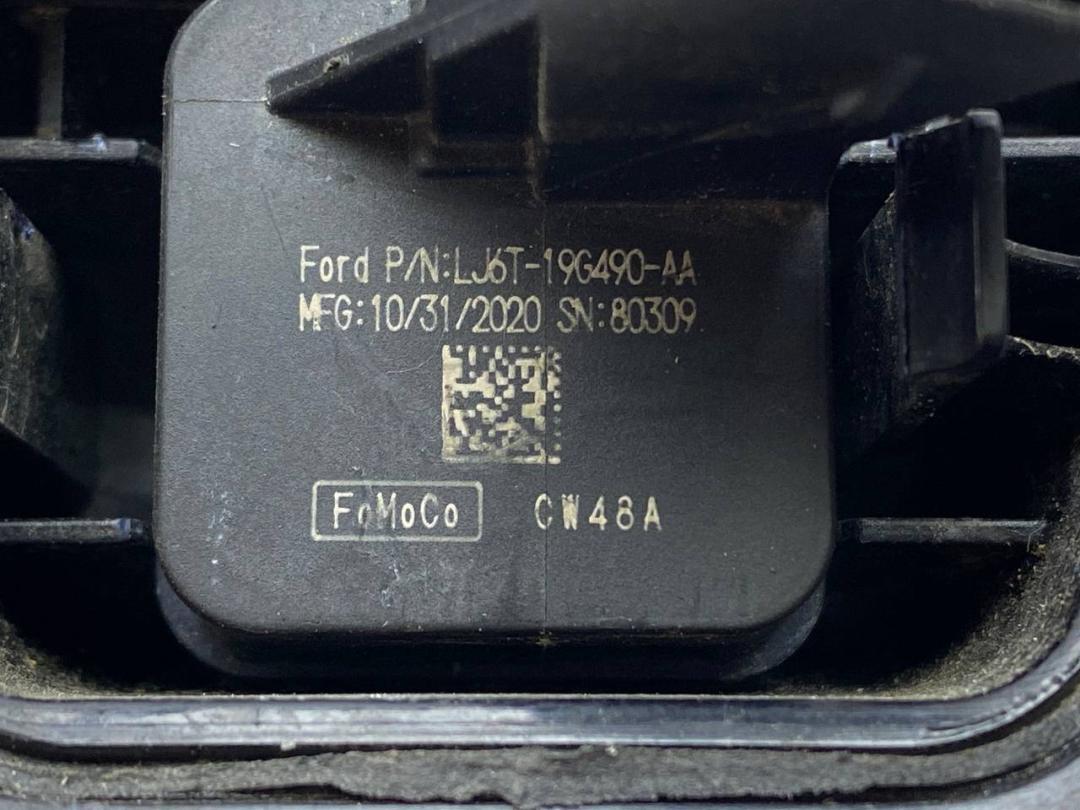 Ford P/N:LJ6T-19G490-AA
MFG:10/31/2020 SN:80309
FoMoCo CW48A